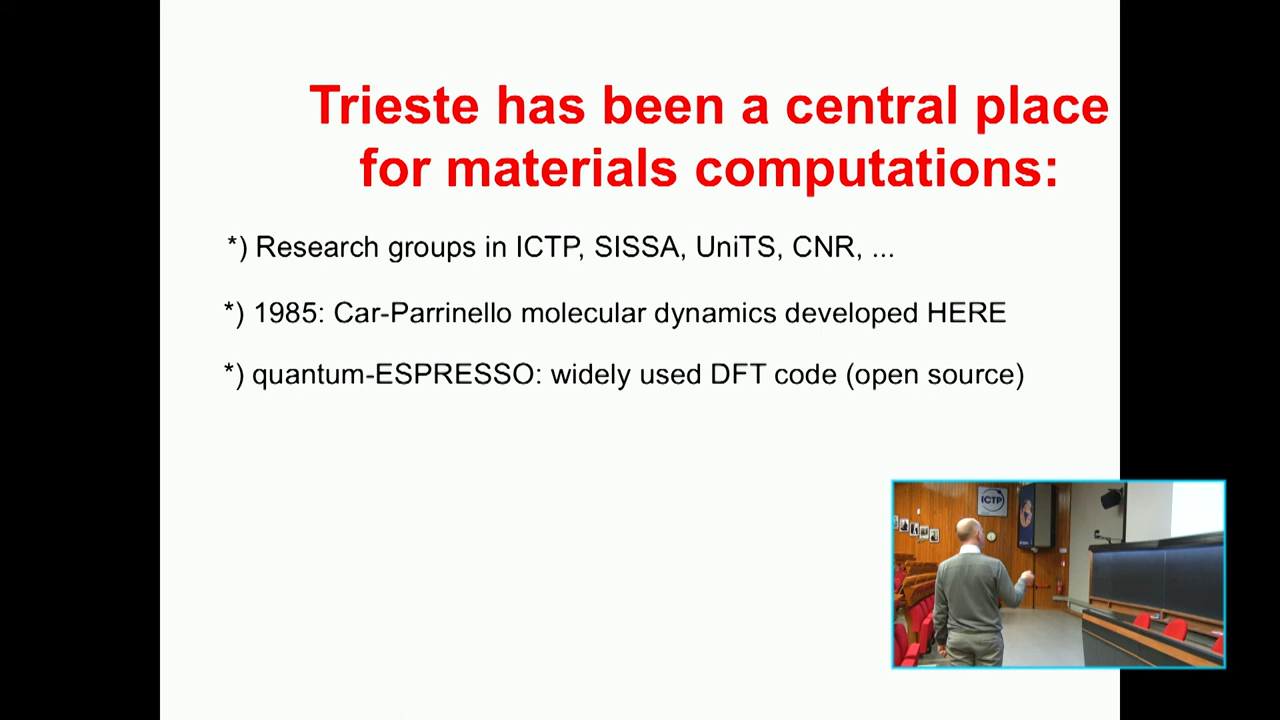 Trieste has been a central place
for materials computations:
*) Research groups in ICTP, SISSA, UniTS, CNR, ...
*) 1985: Car-Parrinello molecular dynamics developed HERE
*) quantum-ESPRESSO: widely used DFT code (open source)
ICTP